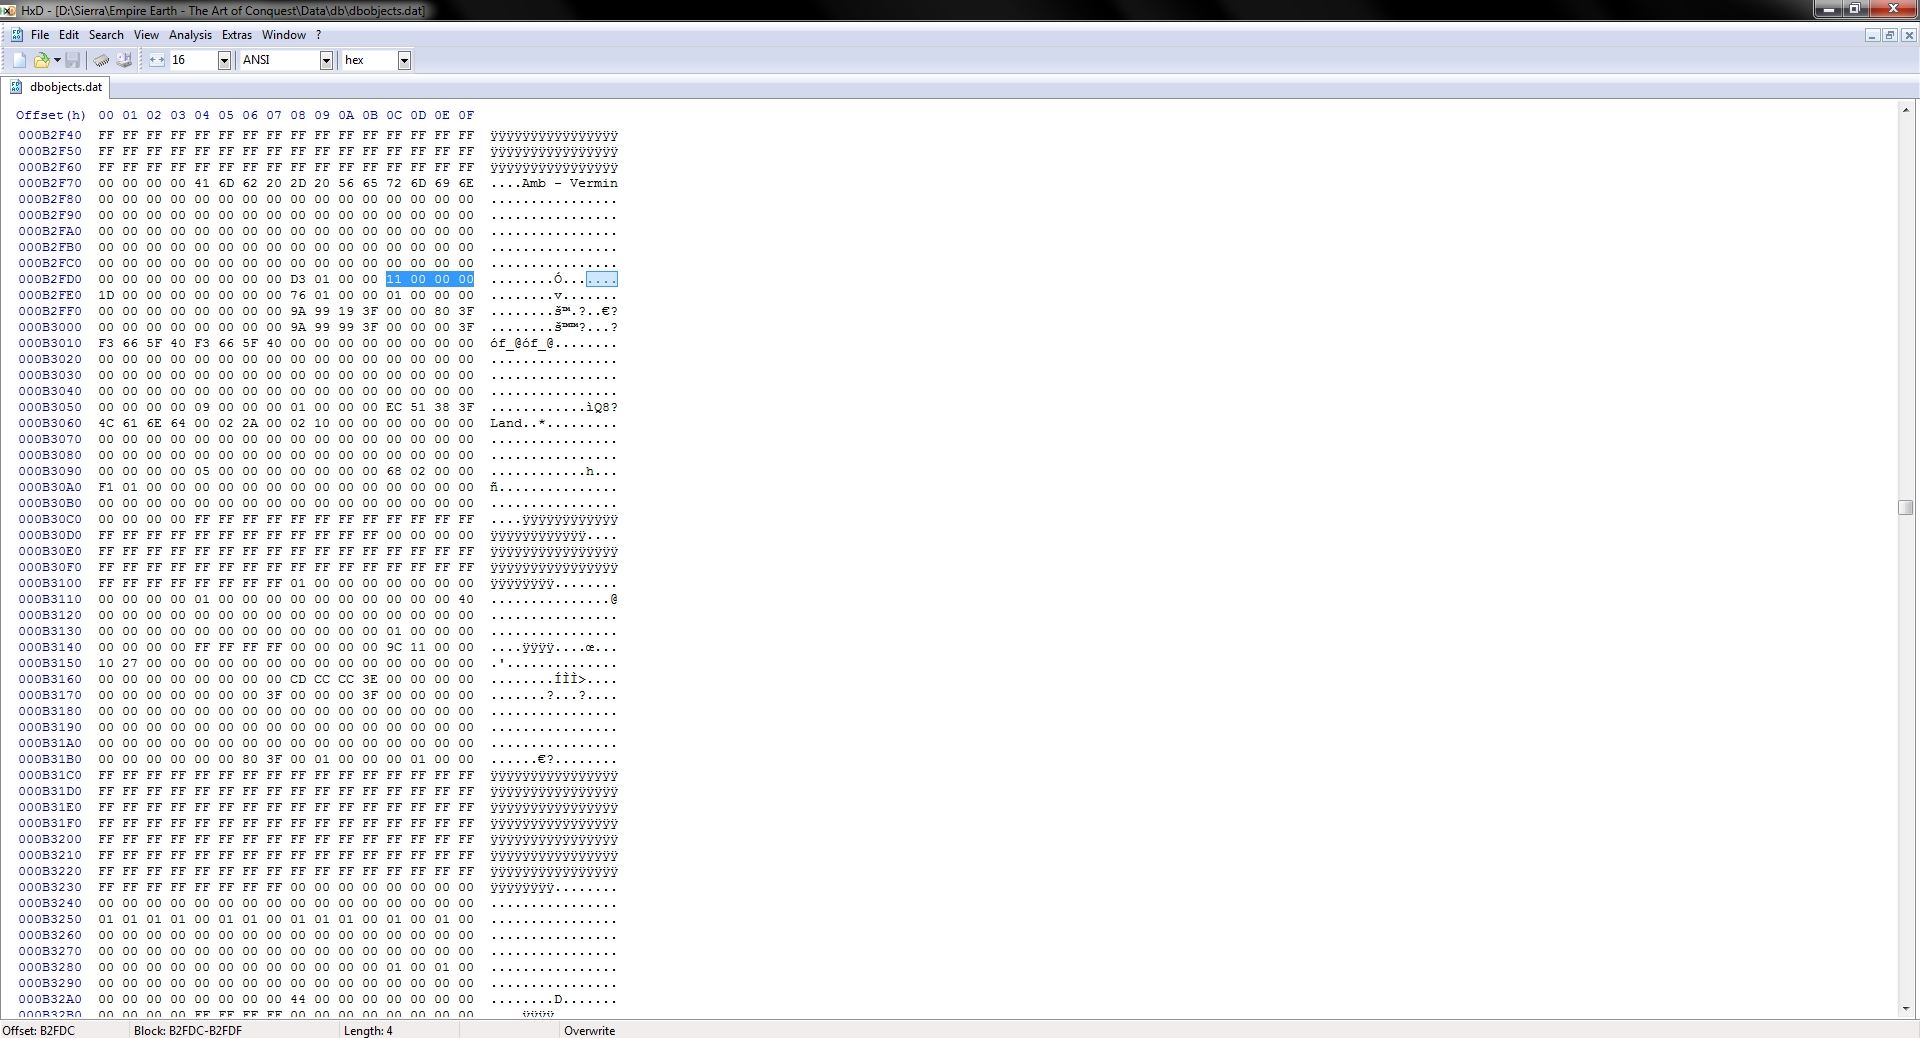 HxD - [D:\Sierra\Empire Earth - The Art of Conquest\Data\db\dbobjects.dat]
File Edit Search View Analysis Extras Window ?
16 ANSI hex
dbobjects.dat
Offset(h) 00 01 02 03 04 05 06 07 08 09 0A 0B 0C 0D 0E 0F
000B2F40 FF FF FF FF FF FF FF FF FF FF FF FF FF FF FF FF ÿÿÿÿÿÿÿÿÿÿÿÿÿÿÿÿ
000B2F50 FF FF FF FF FF FF FF FF FF FF FF FF FF FF FF FF ÿÿÿÿÿÿÿÿÿÿÿÿÿÿÿÿ
000B2F60 FF FF FF FF FF FF FF FF FF FF FF FF FF FF FF FF ÿÿÿÿÿÿÿÿÿÿÿÿÿÿÿÿ
000B2F70 00 00 00 00 41 6D 62 20 2D 20 56 65 72 6D 69 6E ....Amb - Vermin
000B2F80 00 00 00 00 00 00 00 00 00 00 00 00 00 00 00 00 ................
000B2F90 00 00 00 00 00 00 00 00 00 00 00 00 00 00 00 00 ................
000B2FA0 00 00 00 00 00 00 00 00 00 00 00 00 00 00 00 00 ................
000B2FB0 00 00 00 00 00 00 00 00 00 00 00 00 00 00 00 00 ................
000B2FC0 00 00 00 00 00 00 00 00 00 00 00 00 00 00 00 00 ................
000B2FD0 00 00 00 00 00 00 00 00 D3 01 00 00 11 00 00 00 ........Ó.......
000B2FE0 1D 00 00 00 00 00 00 00 76 01 00 00 01 00 00 00 ........v.......
000B2FF0 00 00 00 00 00 00 00 00 9A 99 19 3F 00 00 80 3F ........š™.?..€?
000B3000 00 00 00 00 00 00 00 00 9A 99 99 3F 00 00 00 3F ........š™™?...?
000B3010 F3 66 5F 40 F3 66 5F 40 00 00 00 00 00 00 00 00 óf_@óf_@........
000B3020 00 00 00 00 00 00 00 00 00 00 00 00 00 00 00 00 ................
000B3030 00 00 00 00 00 00 00 00 00 00 00 00 00 00 00 00 ................
000B3040 00 00 00 00 00 00 00 00 00 00 00 00 00 00 00 00 ................
000B3050 00 00 00 00 09 00 00 00 01 00 00 00 EC 51 38 3F ............ìQ8?
000B3060 4C 61 6E 64 00 02 2A 00 02 10 00 00 00 00 00 00 Land..*.........
000B3070 00 00 00 00 00 00 00 00 00 00 00 00 00 00 00 00 ................
000B3080 00 00 00 00 00 00 00 00 00 00 00 00 00 00 00 00 ................
000B3090 00 00 00 00 05 00 00 00 00 00 00 00 68 02 00 00 ............h...
000B30A0 F1 01 00 00 00 00 00 00 00 00 00 00 00 00 00 00 ñ...............
000B30B0 00 00 00 00 00 00 00 00 00 00 00 00 00 00 00 00 ................
000B30C0 00 00 00 00 FF FF FF FF FF FF FF FF FF FF FF FF ....ÿÿÿÿÿÿÿÿÿÿÿÿ
000B30D0 FF FF FF FF FF FF FF FF FF FF FF FF 00 00 00 00 ÿÿÿÿÿÿÿÿÿÿÿÿ....
000B30E0 FF FF FF FF FF FF FF FF FF FF FF FF FF FF FF FF ÿÿÿÿÿÿÿÿÿÿÿÿÿÿÿÿ
000B30F0 FF FF FF FF FF FF FF FF FF FF FF FF FF FF FF FF ÿÿÿÿÿÿÿÿÿÿÿÿÿÿÿÿ
000B3100 FF FF FF FF FF FF FF FF 01 00 00 00 00 00 00 00 ÿÿÿÿÿÿÿÿ........
000B3110 00 00 00 00 01 00 00 00 00 00 00 00 00 00 00 40 ...............@
000B3120 00 00 00 00 00 00 00 00 00 00 00 00 00 00 00 00 ................
000B3130 00 00 00 00 00 00 00 00 00 00 00 00 01 00 00 00 ................
000B3140 00 00 00 00 FF FF FF FF 00 00 00 00 9C 11 00 00 ....ÿÿÿÿ....œ...
000B3150 10 27 00 00 00 00 00 00 00 00 00 00 00 00 00 00 .'..............
000B3160 00 00 00 00 00 00 00 00 CD CC CC 3E 00 00 00 00 ........ÍÌÌ>....
000B3170 00 00 00 00 00 00 00 3F 00 00 00 3F 00 00 00 00 .......?...?....
000B3180 00 00 00 00 00 00 00 00 00 00 00 00 00 00 00 00 ................
000B3190 00 00 00 00 00 00 00 00 00 00 00 00 00 00 00 00 ................
000B31A0 00 00 00 00 00 00 00 00 00 00 00 00 00 00 00 00 ................
000B31B0 00 00 00 00 00 00 80 3F 00 01 00 00 00 01 00 00 ......€?........
000B31C0 FF FF FF FF FF FF FF FF FF FF FF FF FF FF FF FF ÿÿÿÿÿÿÿÿÿÿÿÿÿÿÿÿ
000B31D0 FF FF FF FF FF FF FF FF FF FF FF FF FF FF FF FF ÿÿÿÿÿÿÿÿÿÿÿÿÿÿÿÿ
000B31E0 FF FF FF FF FF FF FF FF FF FF FF FF FF FF FF FF ÿÿÿÿÿÿÿÿÿÿÿÿÿÿÿÿ
000B31F0 FF FF FF FF FF FF FF FF FF FF FF FF FF FF FF FF ÿÿÿÿÿÿÿÿÿÿÿÿÿÿÿÿ
000B3200 FF FF FF FF FF FF FF FF FF FF FF FF FF FF FF FF ÿÿÿÿÿÿÿÿÿÿÿÿÿÿÿÿ
000B3210 FF FF FF FF FF FF FF FF FF FF FF FF FF FF FF FF ÿÿÿÿÿÿÿÿÿÿÿÿÿÿÿÿ
000B3220 FF FF FF FF FF FF FF FF FF FF FF FF FF FF FF FF ÿÿÿÿÿÿÿÿÿÿÿÿÿÿÿÿ
000B3230 FF FF FF FF FF FF FF FF 00 00 00 00 00 00 00 00 ÿÿÿÿÿÿÿÿ........
000B3240 00 00 00 00 00 00 00 00 00 00 00 00 00 00 00 00 ................
000B3250 01 01 01 01 00 01 01 00 01 01 01 00 01 00 01 00 ................
000B3260 00 00 00 00 00 00 00 00 00 00 00 00 00 00 00 00 ................
000B3270 00 00 00 00 00 00 00 00 00 00 00 00 00 00 00 00 ................
000B3280 00 00 00 00 00 00 00 00 00 00 00 00 01 00 01 00 ................
000B3290 00 00 00 00 00 00 00 00 00 00 00 00 00 00 00 00 ................
000B32A0 00 00 00 00 00 00 00 00 44 00 00 00 00 00 00 00 ........D.......
000B32B0 00 00 00 00 FF FF FF FF 00 00 00 00 00 00 00 00 ....ÿÿÿÿ........
Offset: B2FDC Block: B2FDC-B2FDF Length: 4 Overwrite